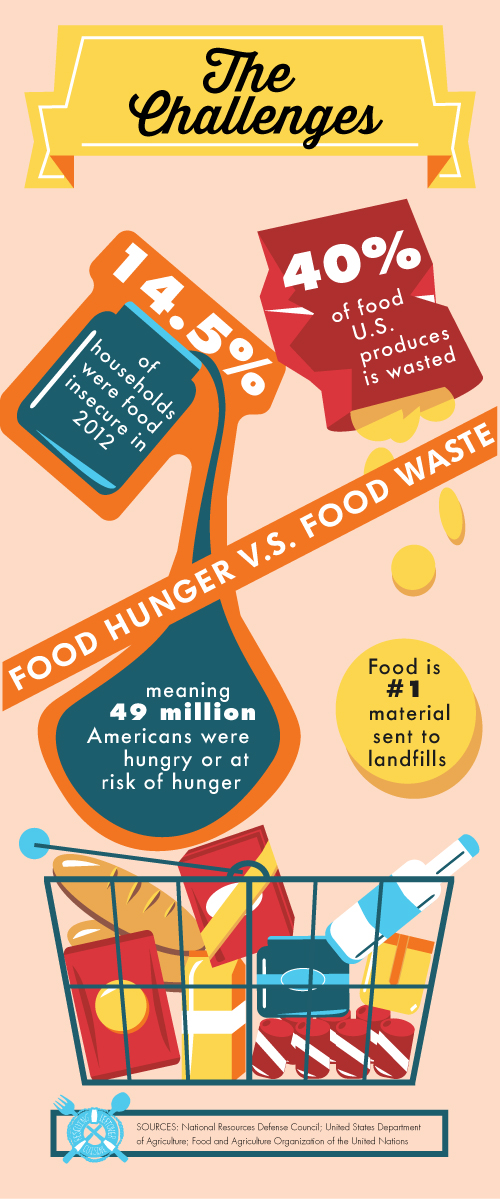 The
Challenges
14.5%
of
households
were food
insecure in
2012
40%
of food
U.S.
produces
is wasted
FOOD HUNGER V.S. FOOD WASTE
meaning
49 million
Americans were
hungry or at
risk of hunger
Food is
#1
material
sent to
landfills
SOURCES: National Resources Defense Council; United States Department
of Agriculture; Food and Agriculture Organization of the United Nations